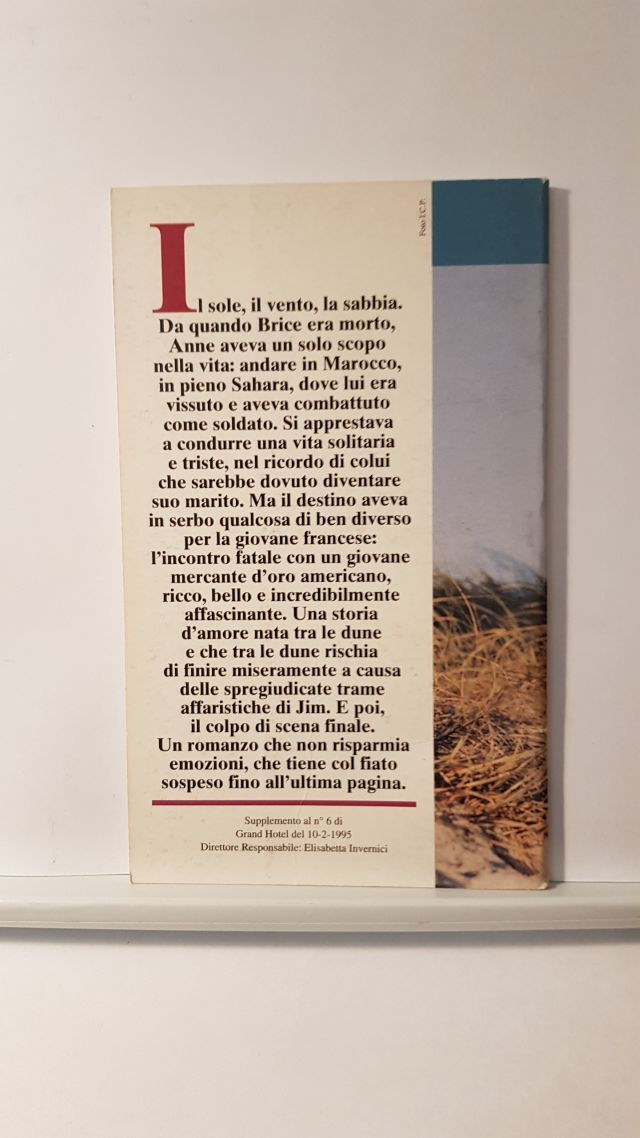 Foto I.C.P.
Il sole, il vento, la sabbia.
Da quando Brice era morto,
Anne aveva un solo scopo
nella vita: andare in Marocco,
in pieno Sahara, dove lui era
vissuto e aveva combattuto
come soldato. Si apprestava
a condurre una vita solitaria
e triste, nel ricordo di colui
che sarebbe dovuto diventare
suo marito. Ma il destino aveva
in serbo qualcosa di ben diverso
per la giovane francese:
l'incontro fatale con un giovane
mercante d'oro americano,
ricco, bello e incredibilmente
affascinante. Una storia
d'amore nata tra le dune
e che tra le dune rischia
di finire miseramente a causa
delle spregiudicate trame
affaristiche di Jim. E poi,
il colpo di scena finale.
Un romanzo che non risparmia
emozioni, che tiene col fiato
sospeso fino all'ultima pagina.
Supplemento al n° 6 di
Grand Hotel del 10-2-1995
Direttore Responsabile: Elisabetta Invernici